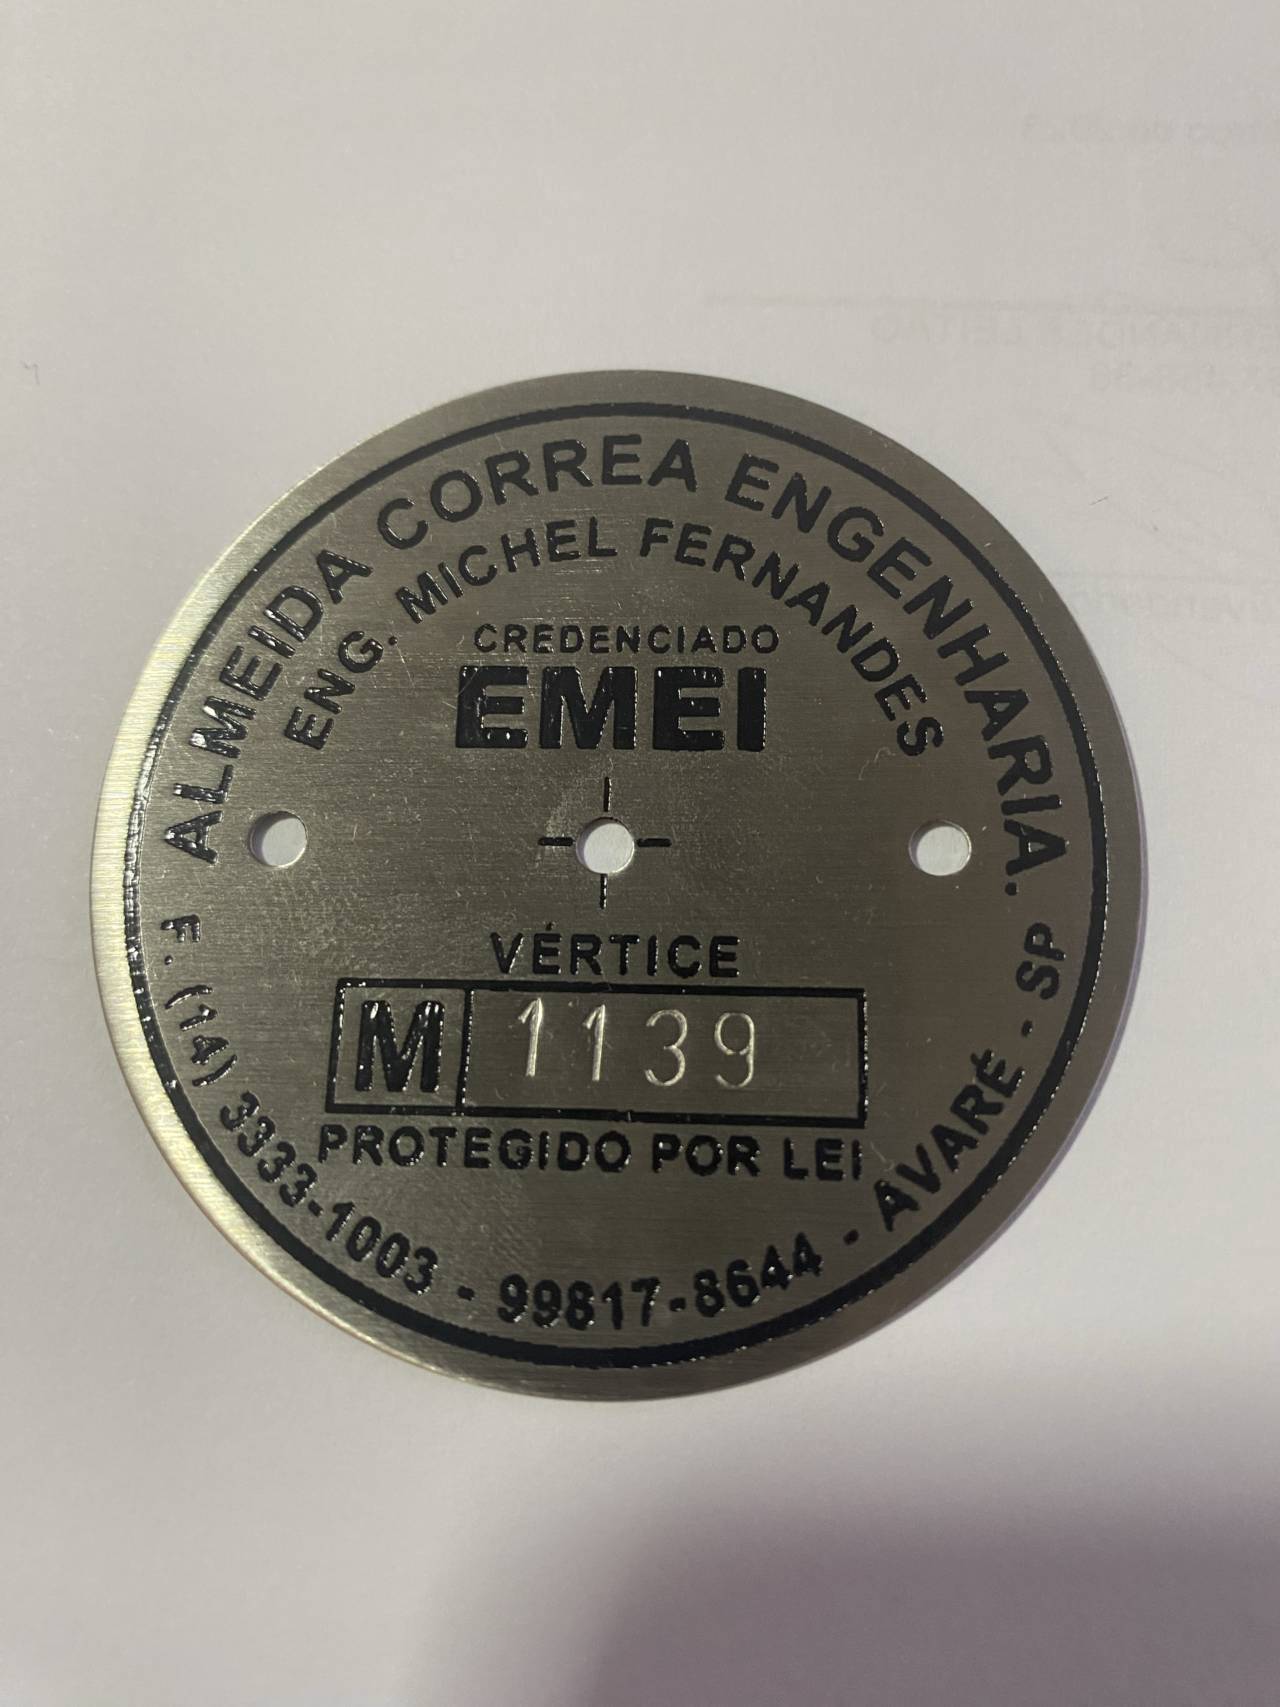 ALMEIDA CORREA ENGENHARIA.
ENG. MICHEL FERNANDES
CREDENCIADO
EMEI
VÉRTICE
M 1139
PROTEGIDO POR LEI
F. (14) 3333-1003 - 99817-8644 - AVARÉ - SP